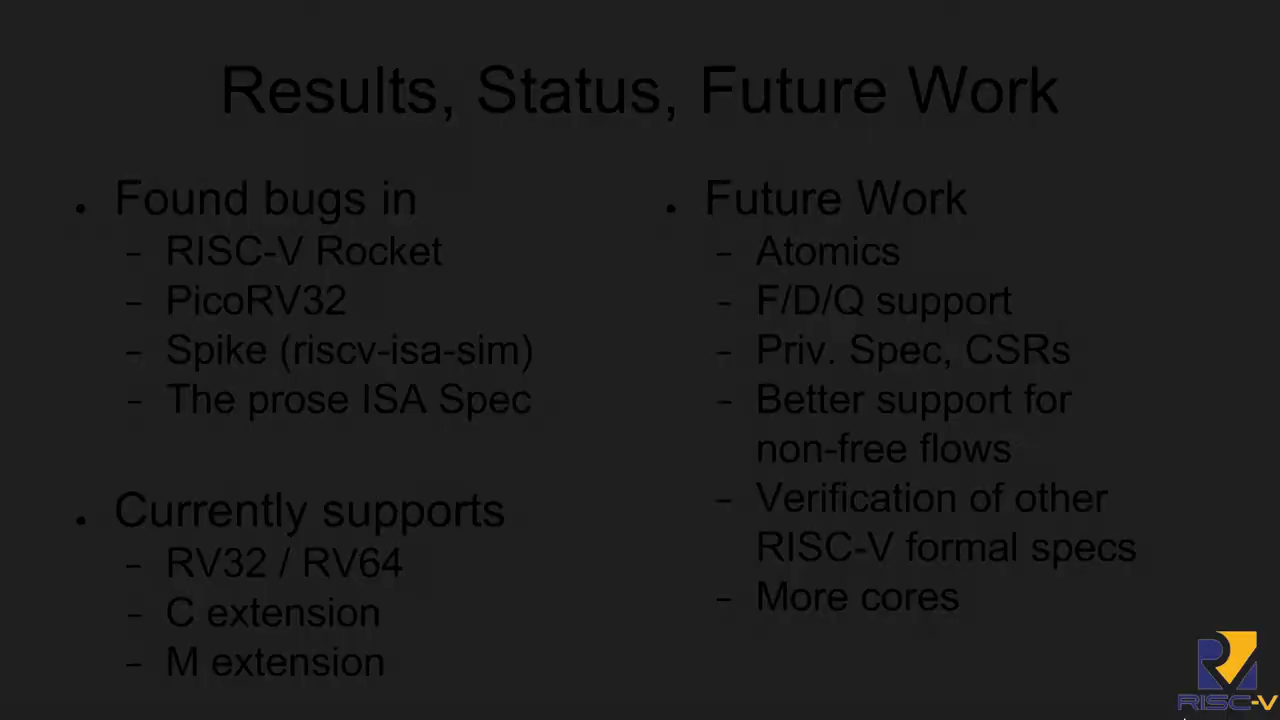 Results, Status, Future Work
● Found bugs in
– RISC-V Rocket
– PicoRV32
– Spike (riscv-isa-sim)
– The prose ISA Spec
● Currently supports
– RV32 / RV64
– C extension
– M extension
● Future Work
– Atomics
– F/D/Q support
– Priv. Spec, CSRs
– Better support for
non-free flows
– Verification of other
RISC-V formal specs
– More cores
RISC-V